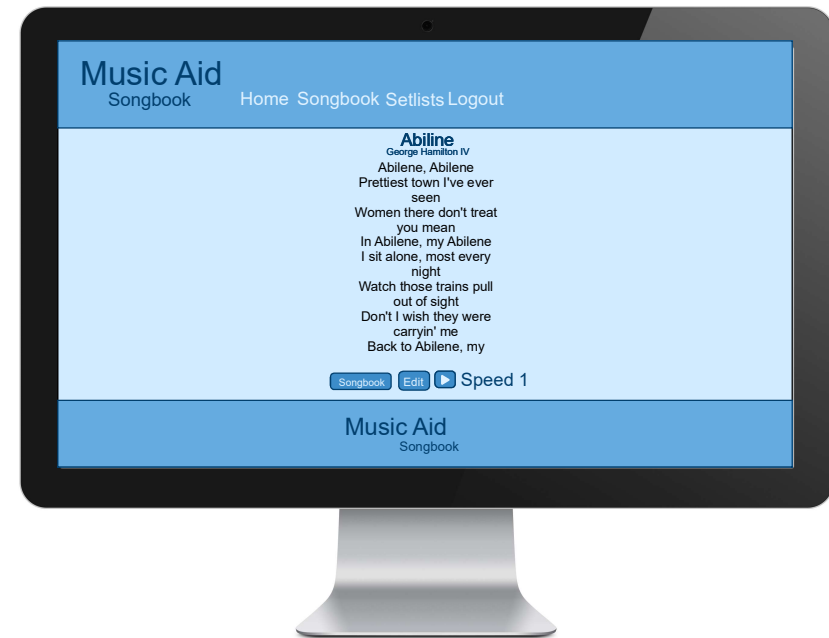 Music Aid
Songbook
Home Songbook Setlists Logout
Abiline
George Hamilton IV
Abilene, Abilene
Prettiest town I've ever
seen
Women there don't treat
you mean
In Abilene, my Abilene
I sit alone, most every
night
Watch those trains pull
out of sight
Don't I wish they were
carryin' me
Back to Abilene, my
Songbook Edit Speed 1
Music Aid
Songbook